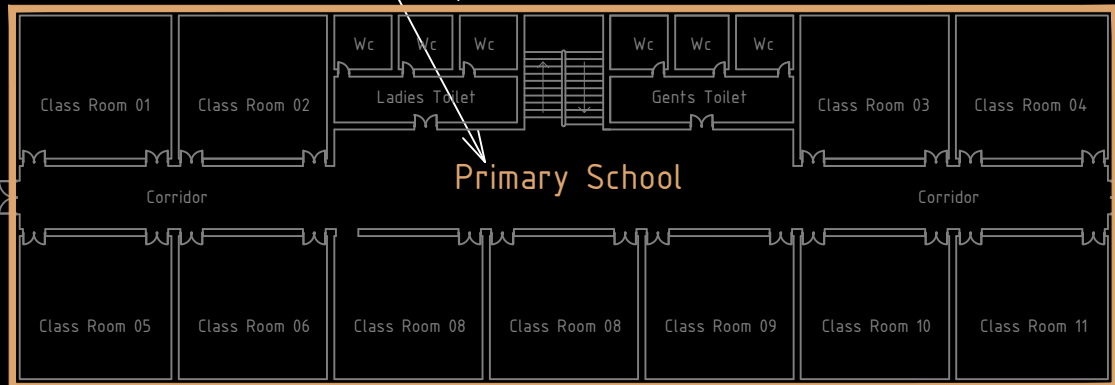 Wc Wc Wc Wc Wc Wc
Ladies Toilet Gents Toilet
Class Room 01 Class Room 02 Class Room 03 Class Room 04
Primary School
Corridor Corridor
Class Room 05 Class Room 06 Class Room 08 Class Room 08 Class Room 09 Class Room 10 Class Room 11